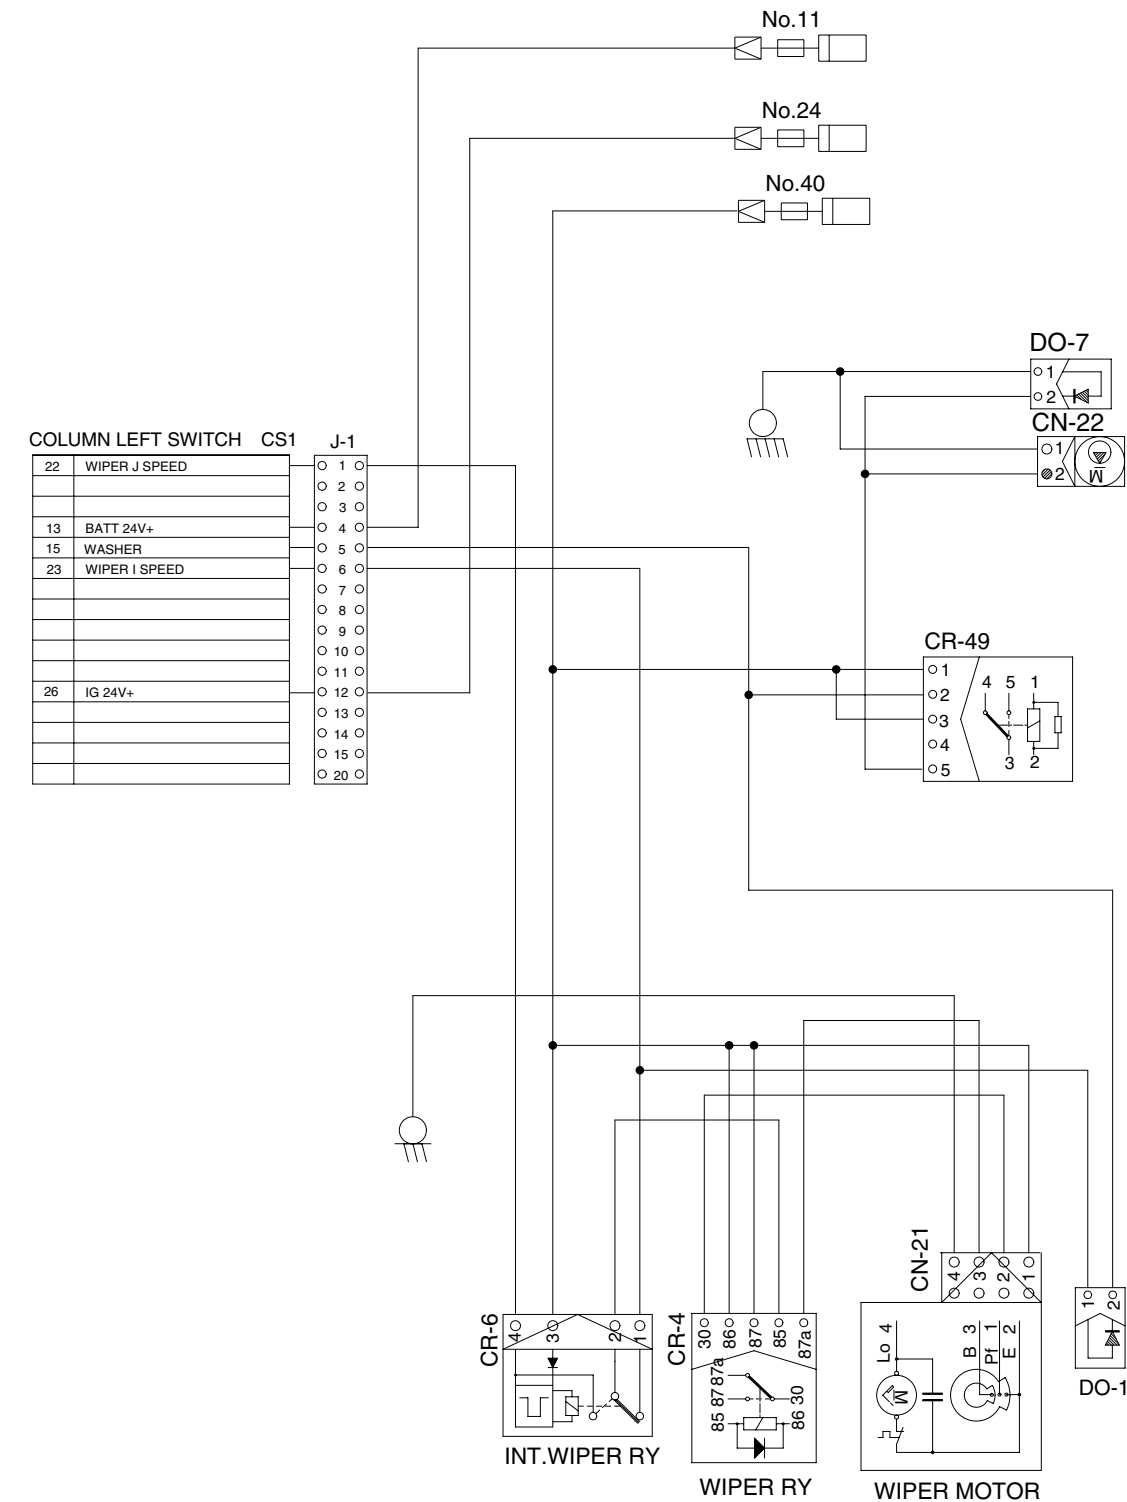 No.11
No.24
No.40
DO-7
1
2
CN-22
1
2
M
COLUMN LEFT SWITCH CS1 J-1
22 WIPER J SPEED 1
2
3
13 BATT 24V+ 4
15 WASHER 5
23 WIPER I SPEED 6
7
8
9
10
11
26 IG 24V+ 12
13
14
15
20
CR-49
1
2
3
4
5
4 5 1
3 2
CR-6
4 3 2 1
INT.WIPER RY
CR-4
30 86 87 85 87a
85 87 87a
86 30
WIPER RY
CN-21
4 3 2 1
Lo 4
B 3
Pf 1
E 2
M
WIPER MOTOR
1 2
DO-1